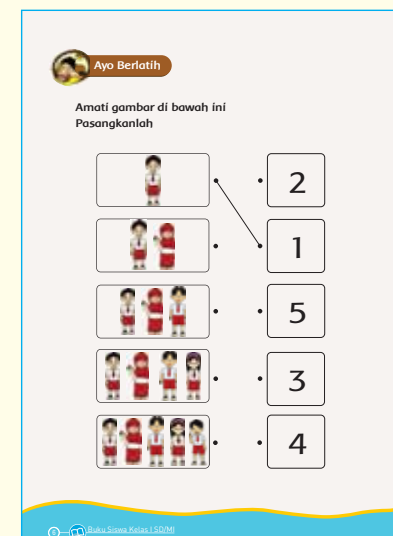 Ayo Berlatih
Amati gambar di bawah ini
Pasangkanlah
2
1
5
3
4
Buku Siswa Kelas I SD/MI